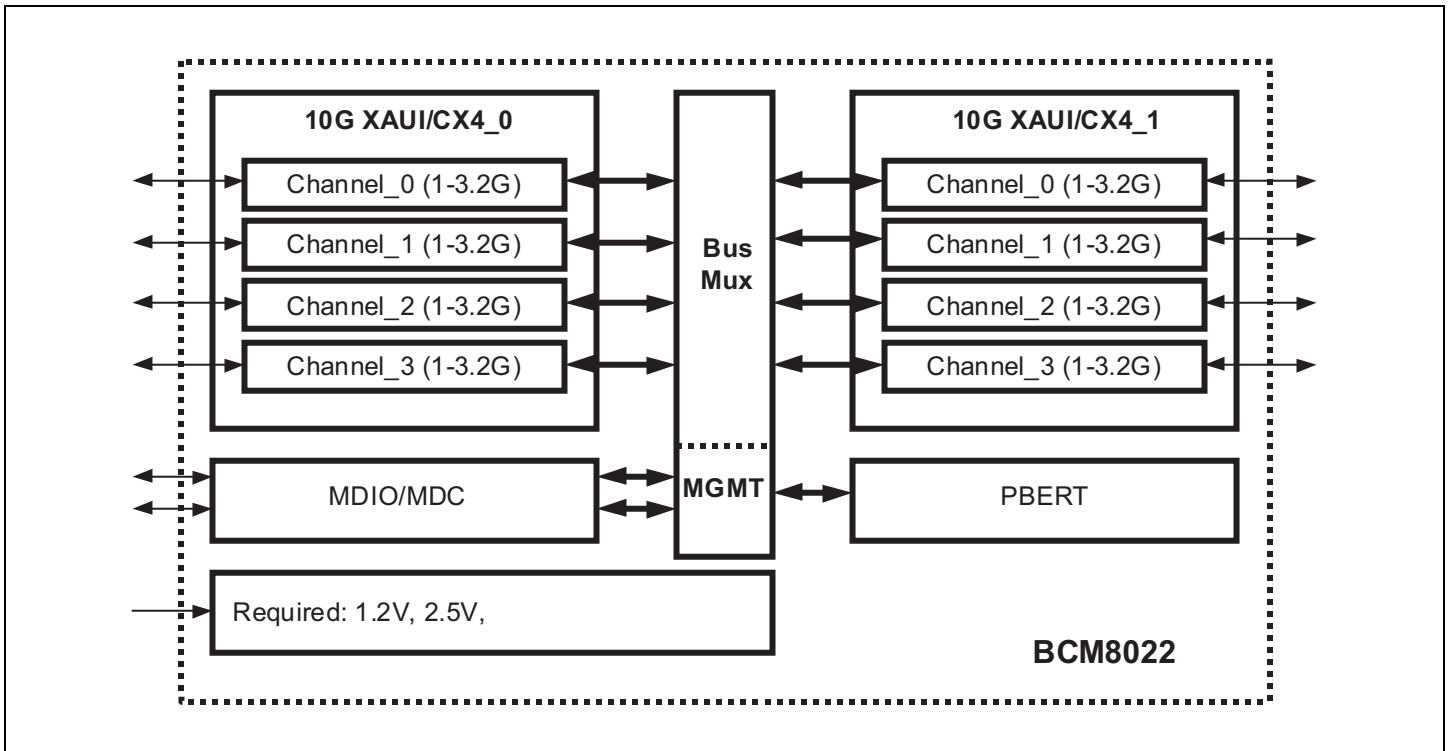 10G XAUI/CX4_0
Channel_0 (1-3.2G)
Channel_1 (1-3.2G)
Channel_2 (1-3.2G)
Channel_3 (1-3.2G)
Bus
Mux
MGMT
10G XAUI/CX4_1
Channel_0 (1-3.2G)
Channel_1 (1-3.2G)
Channel_2 (1-3.2G)
Channel_3 (1-3.2G)
MDIO/MDC
PBERT
Required: 1.2V, 2.5V,
BCM8022